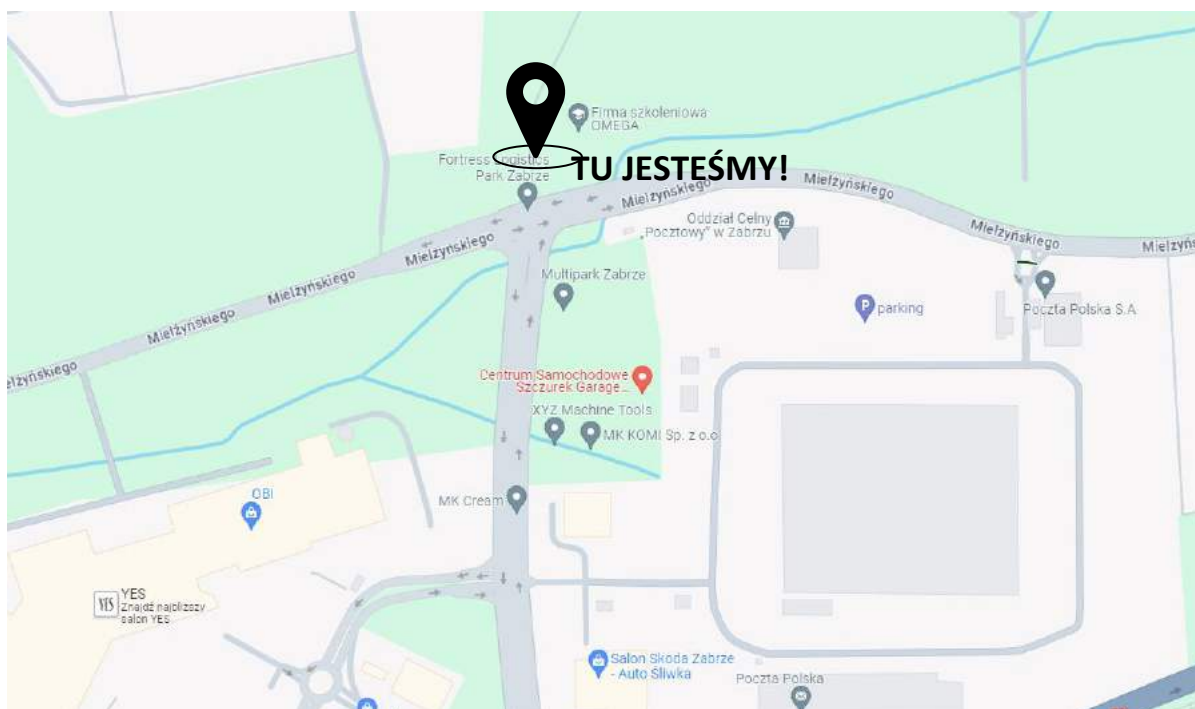 Firma szkoleniowa
OMEGA
Fortress Logistics
Park Zabrze
TU JESTEŚMY!
Mielżyńskiego
Mielżyńskiego
Oddział Celny
„Pocztowy" w Zabrzu
Mielżyńskiego
Mielżyńskiego
Mielżyńskiego
Mielżyńskiego
Mielżyńskiego
Multipark Zabrze
P parking
Poczta Polska S.A
Centrum Samochodowe
Szczurek Garage...
XYZ Machine Tools
MK KOMI Sp. z o.o
MK Cream
OBI
YES
YES
Znajdź najbliższy
salon YES
Salon Skoda Zabrze
- Auto Śliwka
Poczta Polska